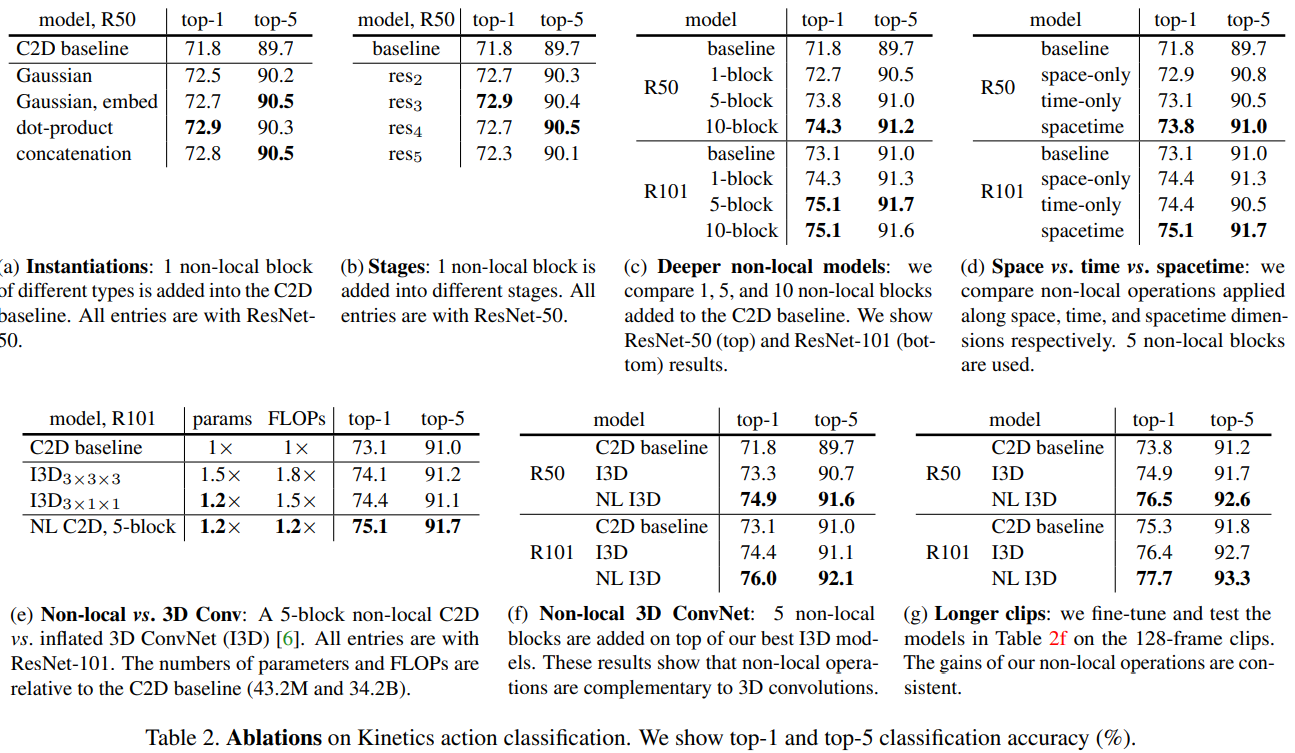 model, R50 top-1 top-5
C2D baseline 71.8 89.7
Gaussian 72.5 90.2
Gaussian, embed 72.7 90.5
dot-product 72.9 90.3
concatenation 72.8 90.5
(a) Instantiations: 1 non-local block
of different types is added into the C2D
baseline. All entries are with ResNet-
50.
model, R50 top-1 top-5
baseline 71.8 89.7
res2 72.7 90.3
res3 72.9 90.4
res4 72.7 90.5
res5 72.3 90.1
(b) Stages: 1 non-local block is
added into different stages. All
entries are with ResNet-50.
model top-1 top-5
baseline 71.8 89.7
R50 1-block 72.7 90.5
5-block 73.8 91.0
10-block 74.3 91.2
baseline 73.1 91.0
R101 1-block 74.3 91.3
5-block 75.1 91.7
10-block 75.1 91.6
(c) Deeper non-local models: we
compare 1, 5, and 10 non-local blocks
added to the C2D baseline. We show
ResNet-50 (top) and ResNet-101 (bot-
tom) results.
model top-1 top-5
baseline 71.8 89.7
R50 space-only 72.9 90.8
time-only 73.1 90.5
spacetime 73.8 91.0
baseline 73.1 91.0
R101 space-only 74.4 91.3
time-only 74.4 90.5
spacetime 75.1 91.7
(d) Space vs. time vs. spacetime: we
compare non-local operations applied
along space, time, and spacetime dimen-
sions respectively. 5 non-local blocks
are used.
model, R101 params FLOPs top-1 top-5
C2D baseline 1× 1× 73.1 91.0
I3D3×3×3 1.5× 1.8× 74.1 91.2
I3D3×1×1 1.2× 1.5× 74.4 91.1
NL C2D, 5-block 1.2× 1.2× 75.1 91.7
(e) Non-local vs. 3D Conv: A 5-block non-local C2D
vs. inflated 3D ConvNet (I3D) [6]. All entries are with
ResNet-101. The numbers of parameters and FLOPs are
relative to the C2D baseline (43.2M and 34.2B).
model top-1 top-5
C2D baseline 71.8 89.7
R50 I3D 73.3 90.7
NL I3D 74.9 91.6
C2D baseline 73.1 91.0
R101 I3D 74.4 91.1
NL I3D 76.0 92.1
(f) Non-local 3D ConvNet: 5 non-local
blocks are added on top of our best I3D mod-
els. These results show that non-local opera-
tions are complementary to 3D convolutions.
model top-1 top-5
C2D baseline 73.8 91.2
R50 I3D 74.9 91.7
NL I3D 76.5 92.6
C2D baseline 75.3 91.8
R101 I3D 76.4 92.7
NL I3D 77.7 93.3
(g) Longer clips: we fine-tune and test the
models in Table 2f on the 128-frame clips.
The gains of our non-local operations are con-
sistent.
Table 2. Ablations on Kinetics action classification. We show top-1 and top-5 classification accuracy (%).